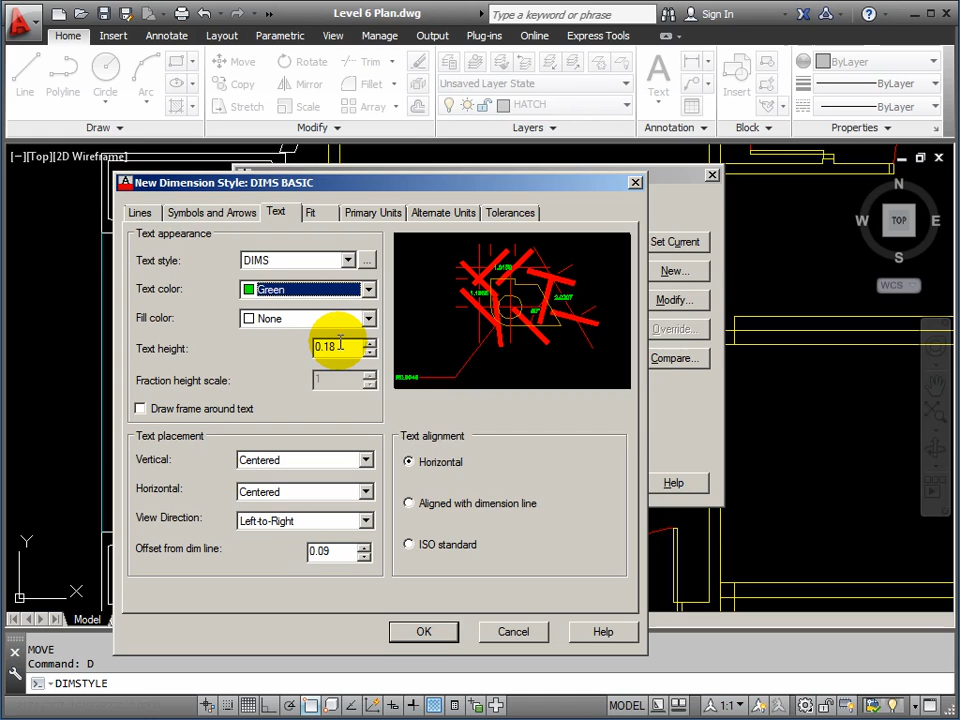 Level 6 Plan.dwg
Type a keyword or phrase
Sign In
Home Insert Annotate Layout Parametric View Manage Output Plug-ins Online Express Tools
Line Polyline Circle Arc
Move Rotate Trim
Copy Mirror Fillet
Stretch Scale Array
Unsaved Layer State
HATCH
Text
Insert
ByLayer
ByLayer
ByLayer
Draw Modify Layers Annotation Block Properties
[−][Top][2D Wireframe]
New Dimension Style: DIMS BASIC
Lines Symbols and Arrows Text Fit Primary Units Alternate Units Tolerances
Text appearance
Text style: DIMS ...
Text color: Green
Fill color: None
Text height: 0.18
Fraction height scale: 1
Draw frame around text
Text placement
Vertical: Centered
Horizontal: Centered
View Direction: Left-to-Right
Offset from dim line: 0.09
Text alignment
Horizontal
Aligned with dimension line
ISO standard
OK Cancel Help
Set Current
New...
Modify...
Override...
Compare...
Help
N
W TOP E
S
WCS
Y
X
Model
MOVE
Command: D
DIMSTYLE
MODEL 1:1